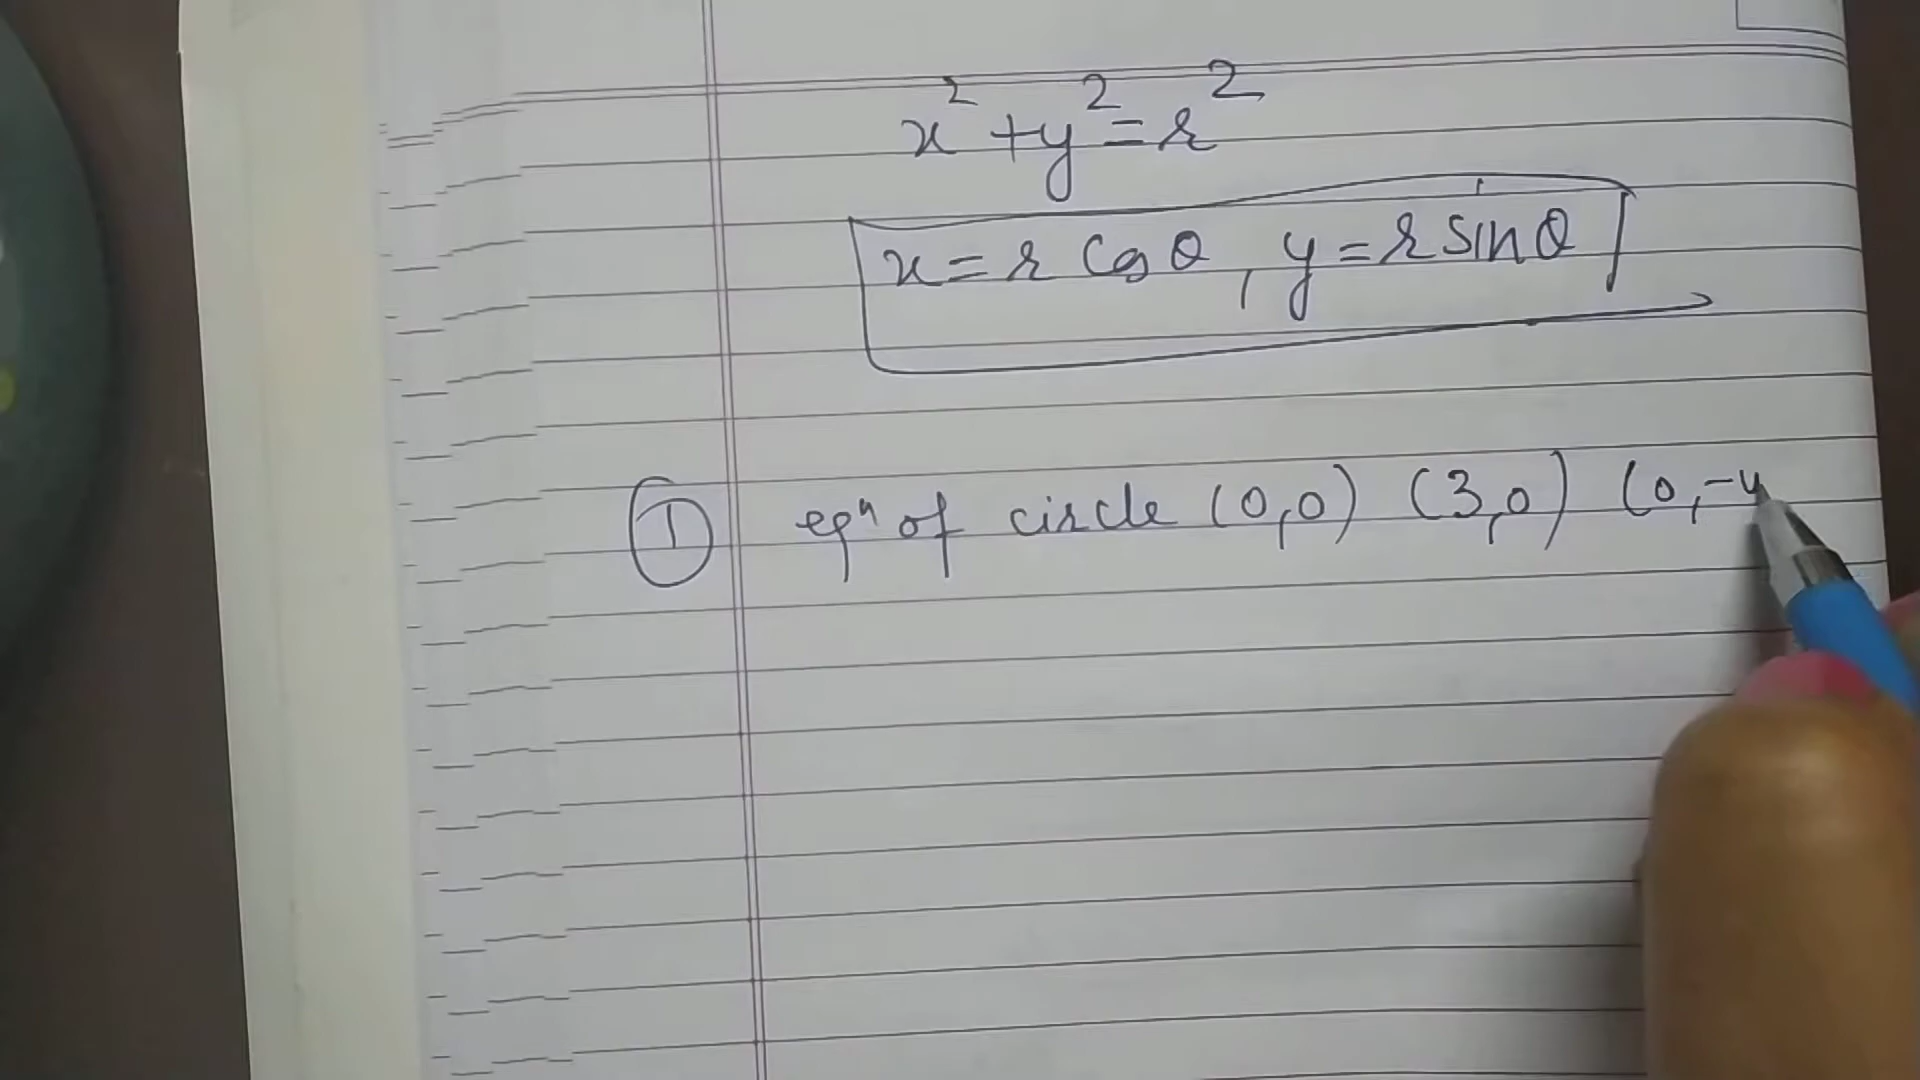 x²+y²=r²
x=r cosθ, y=r sinθ
① eqⁿ of circle (0,0) (3,0) (0,-4